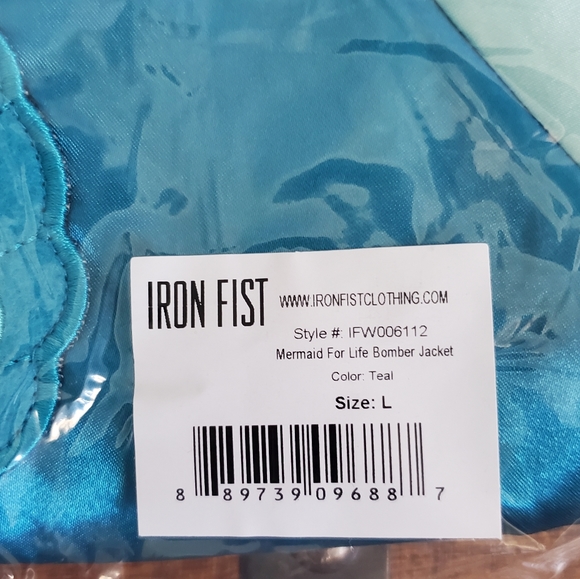 IRON FIST WWW.IRONFISTCLOTHING.COM
Style #: IFW006112
Mermaid For Life Bomber Jacket
Color: Teal
Size: L
8 89739 09688 7